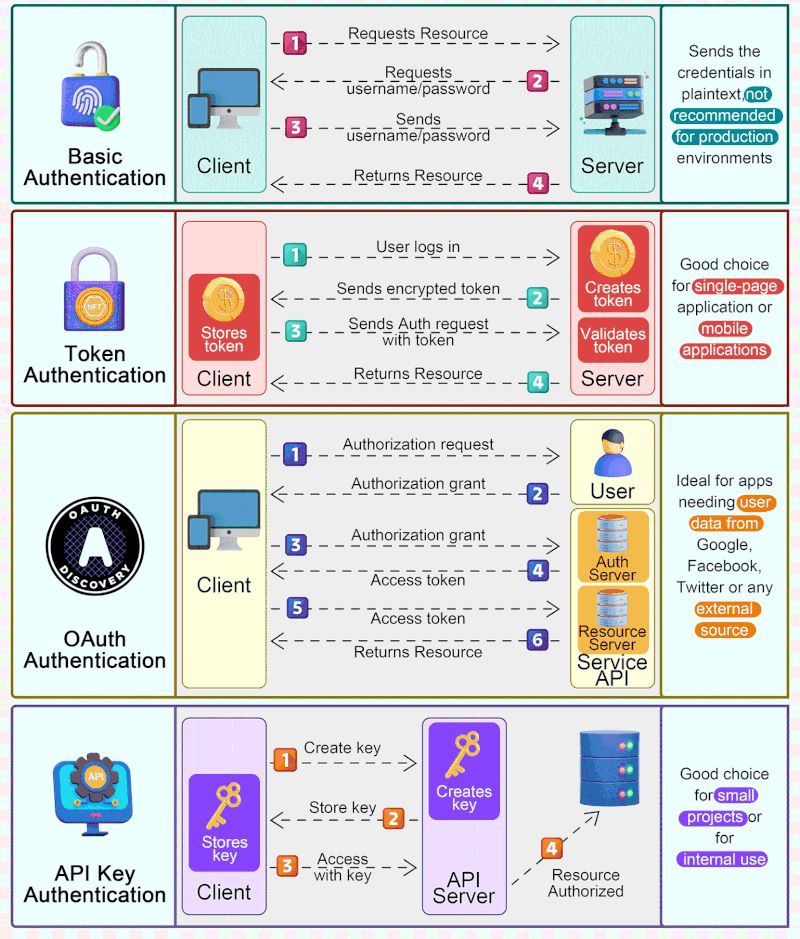 Basic
Authentication
Client
1
Requests Resource
Requests
username/password
2
3
Sends
username/password
Returns Resource
4
Server
Sends the
credentials in
plaintext,not
recommended
for production
environments
Token
Authentication
Stores
token
Client
1
User logs in
Sends encrypted token
2
3
Sends Auth reguest
with token
Returns Resource
4
Creates
token
Validates
token
Server
Good choice
for single-page
application or
mobile
applications
OAUTH
A
DISCOVERY
OAuth
Authentication
Client
1
Authorization request
Authorization grant
2
3
Authorization grant
4
Access token
5
Access token
6
Returns Resource
User
Auth
Server
Resource
Server
Service
API
Ideal for apps
needing user
data from
Google,
Facebook,
Twitter or any
external
source
API
API Key
Authentication
Stores
key
Client
1
Create key
Store key
2
3
Access
with key
Creates
key
API
Server
4
Resource
Authorized
Good choice
for small
projects or
for
internal use
NFT